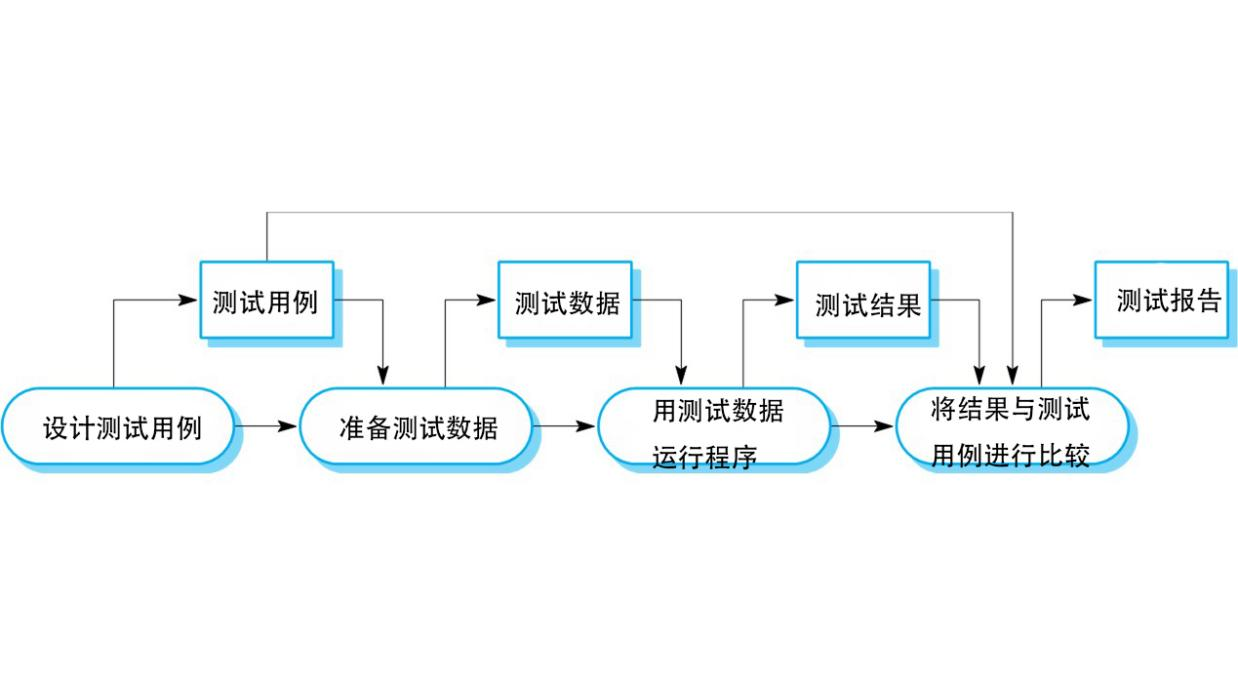 测试用例
测试数据
测试结果
测试报告
设计测试用例
准备测试数据
用测试数据
运行程序
将结果与测试
用例进行比较